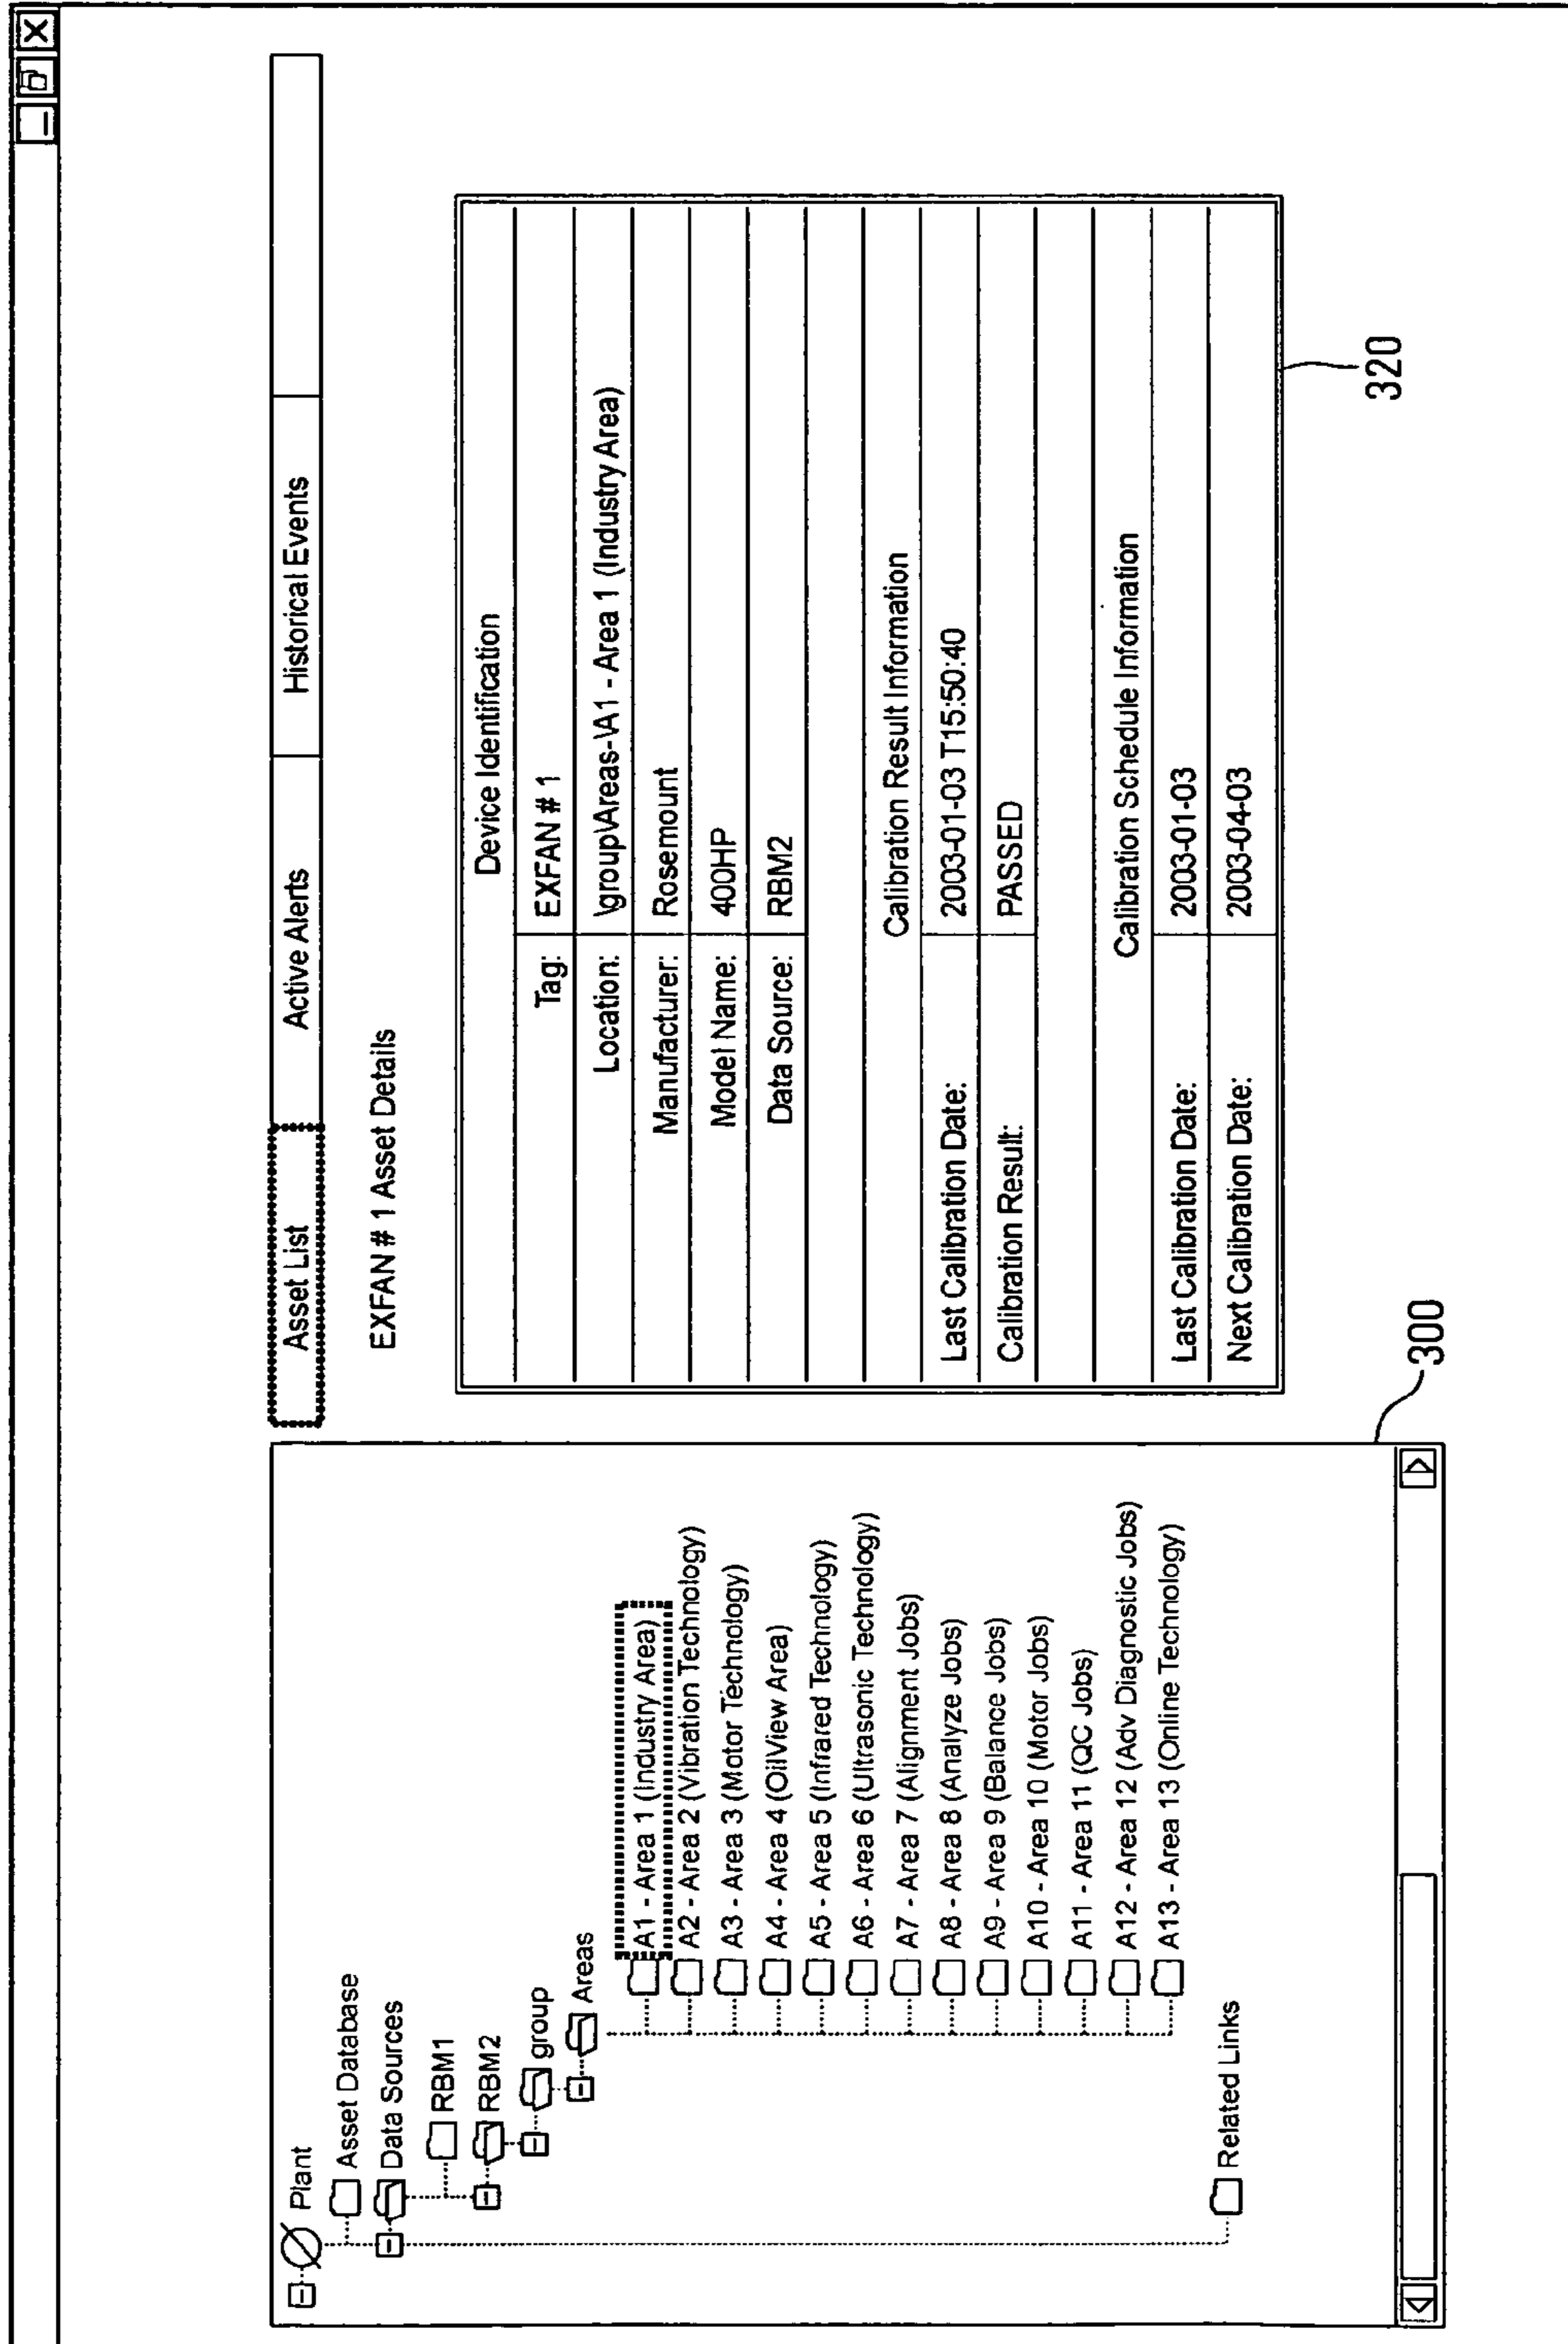 Asset List Active Alerts Historical Events
Plant
Asset Database
Data Sources
RBM1
RBM2
group
Areas
A1 - Area 1 (Industry Area)
A2 - Area 2 (Vibration Technology)
A3 - Area 3 (Motor Technology)
A4 - Area 4 (OilView Area)
A5 - Area 5 (Infrared Technology)
A6 - Area 6 (Ultrasonic Technology)
A7 - Area 7 (Alignment Jobs)
A8 - Area 8 (Analyze Jobs)
A9 - Area 9 (Balance Jobs)
A10 - Area 10 (Motor Jobs)
A11 - Area 11 (QC Jobs)
A12 - Area 12 (Adv Diagnostic Jobs)
A13 - Area 13 (Online Technology)
Related Links
300
EXFAN # 1 Asset Details
Device Identification
Tag: EXFAN # 1
Location: \group\Areas-\A1 - Area 1 (Industry Area)
Manufacturer: Rosemount
Model Name: 400HP
Data Source: RBM2
Calibration Result Information
Last Calibration Date: 2003-01-03 T15:50:40
Calibration Result: PASSED
Calibration Schedule Information
Last Calibration Date: 2003-01-03
Next Calibration Date: 2003-04-03
320